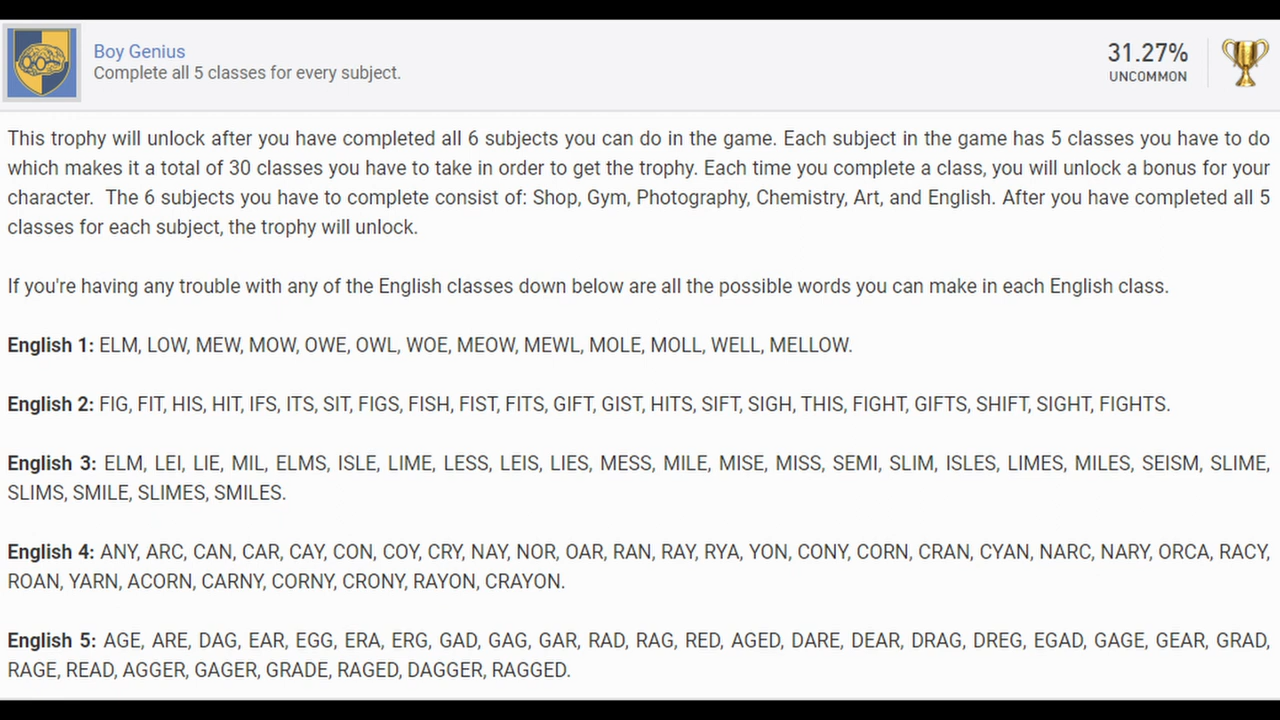 Boy Genius
Complete all 5 classes for every subject.
31.27%
UNCOMMON
This trophy will unlock after you have completed all 6 subjects you can do in the game. Each subject in the game has 5 classes you have to do
which makes it a total of 30 classes you have to take in order to get the trophy. Each time you complete a class, you will unlock a bonus for your
character.  The 6 subjects you have to complete consist of: Shop, Gym, Photography, Chemistry, Art, and English. After you have completed all 5
classes for each subject, the trophy will unlock.
If you're having any trouble with any of the English classes down below are all the possible words you can make in each English class.
English 1: ELM, LOW, MEW, MOW, OWE, OWL, WOE, MEOW, MEWL, MOLE, MOLL, WELL, MELLOW.
English 2: FIG, FIT, HIS, HIT, IFS, ITS, SIT, FIGS, FISH, FIST, FITS, GIFT, GIST, HITS, SIFT, SIGH, THIS, FIGHT, GIFTS, SHIFT, SIGHT, FIGHTS.
English 3: ELM, LEI, LIE, MIL, ELMS, ISLE, LIME, LESS, LEIS, LIES, MESS, MILE, MISE, MISS, SEMI, SLIM, ISLES, LIMES, MILES, SEISM, SLIME,
SLIMS, SMILE, SLIMES, SMILES.
English 4: ANY, ARC, CAN, CAR, CAY, CON, COY, CRY, NAY, NOR, OAR, RAN, RAY, RYA, YON, CONY, CORN, CRAN, CYAN, NARC, NARY, ORCA, RACY,
ROAN, YARN, ACORN, CARNY, CORNY, CRONY, RAYON, CRAYON.
English 5: AGE, ARE, DAG, EAR, EGG, ERA, ERG, GAD, GAG, GAR, RAD, RAG, RED, AGED, DARE, DEAR, DRAG, DREG, EGAD, GAGE, GEAR, GRAD,
RAGE, READ, AGGER, GAGER, GRADE, RAGED, DAGGER, RAGGED.